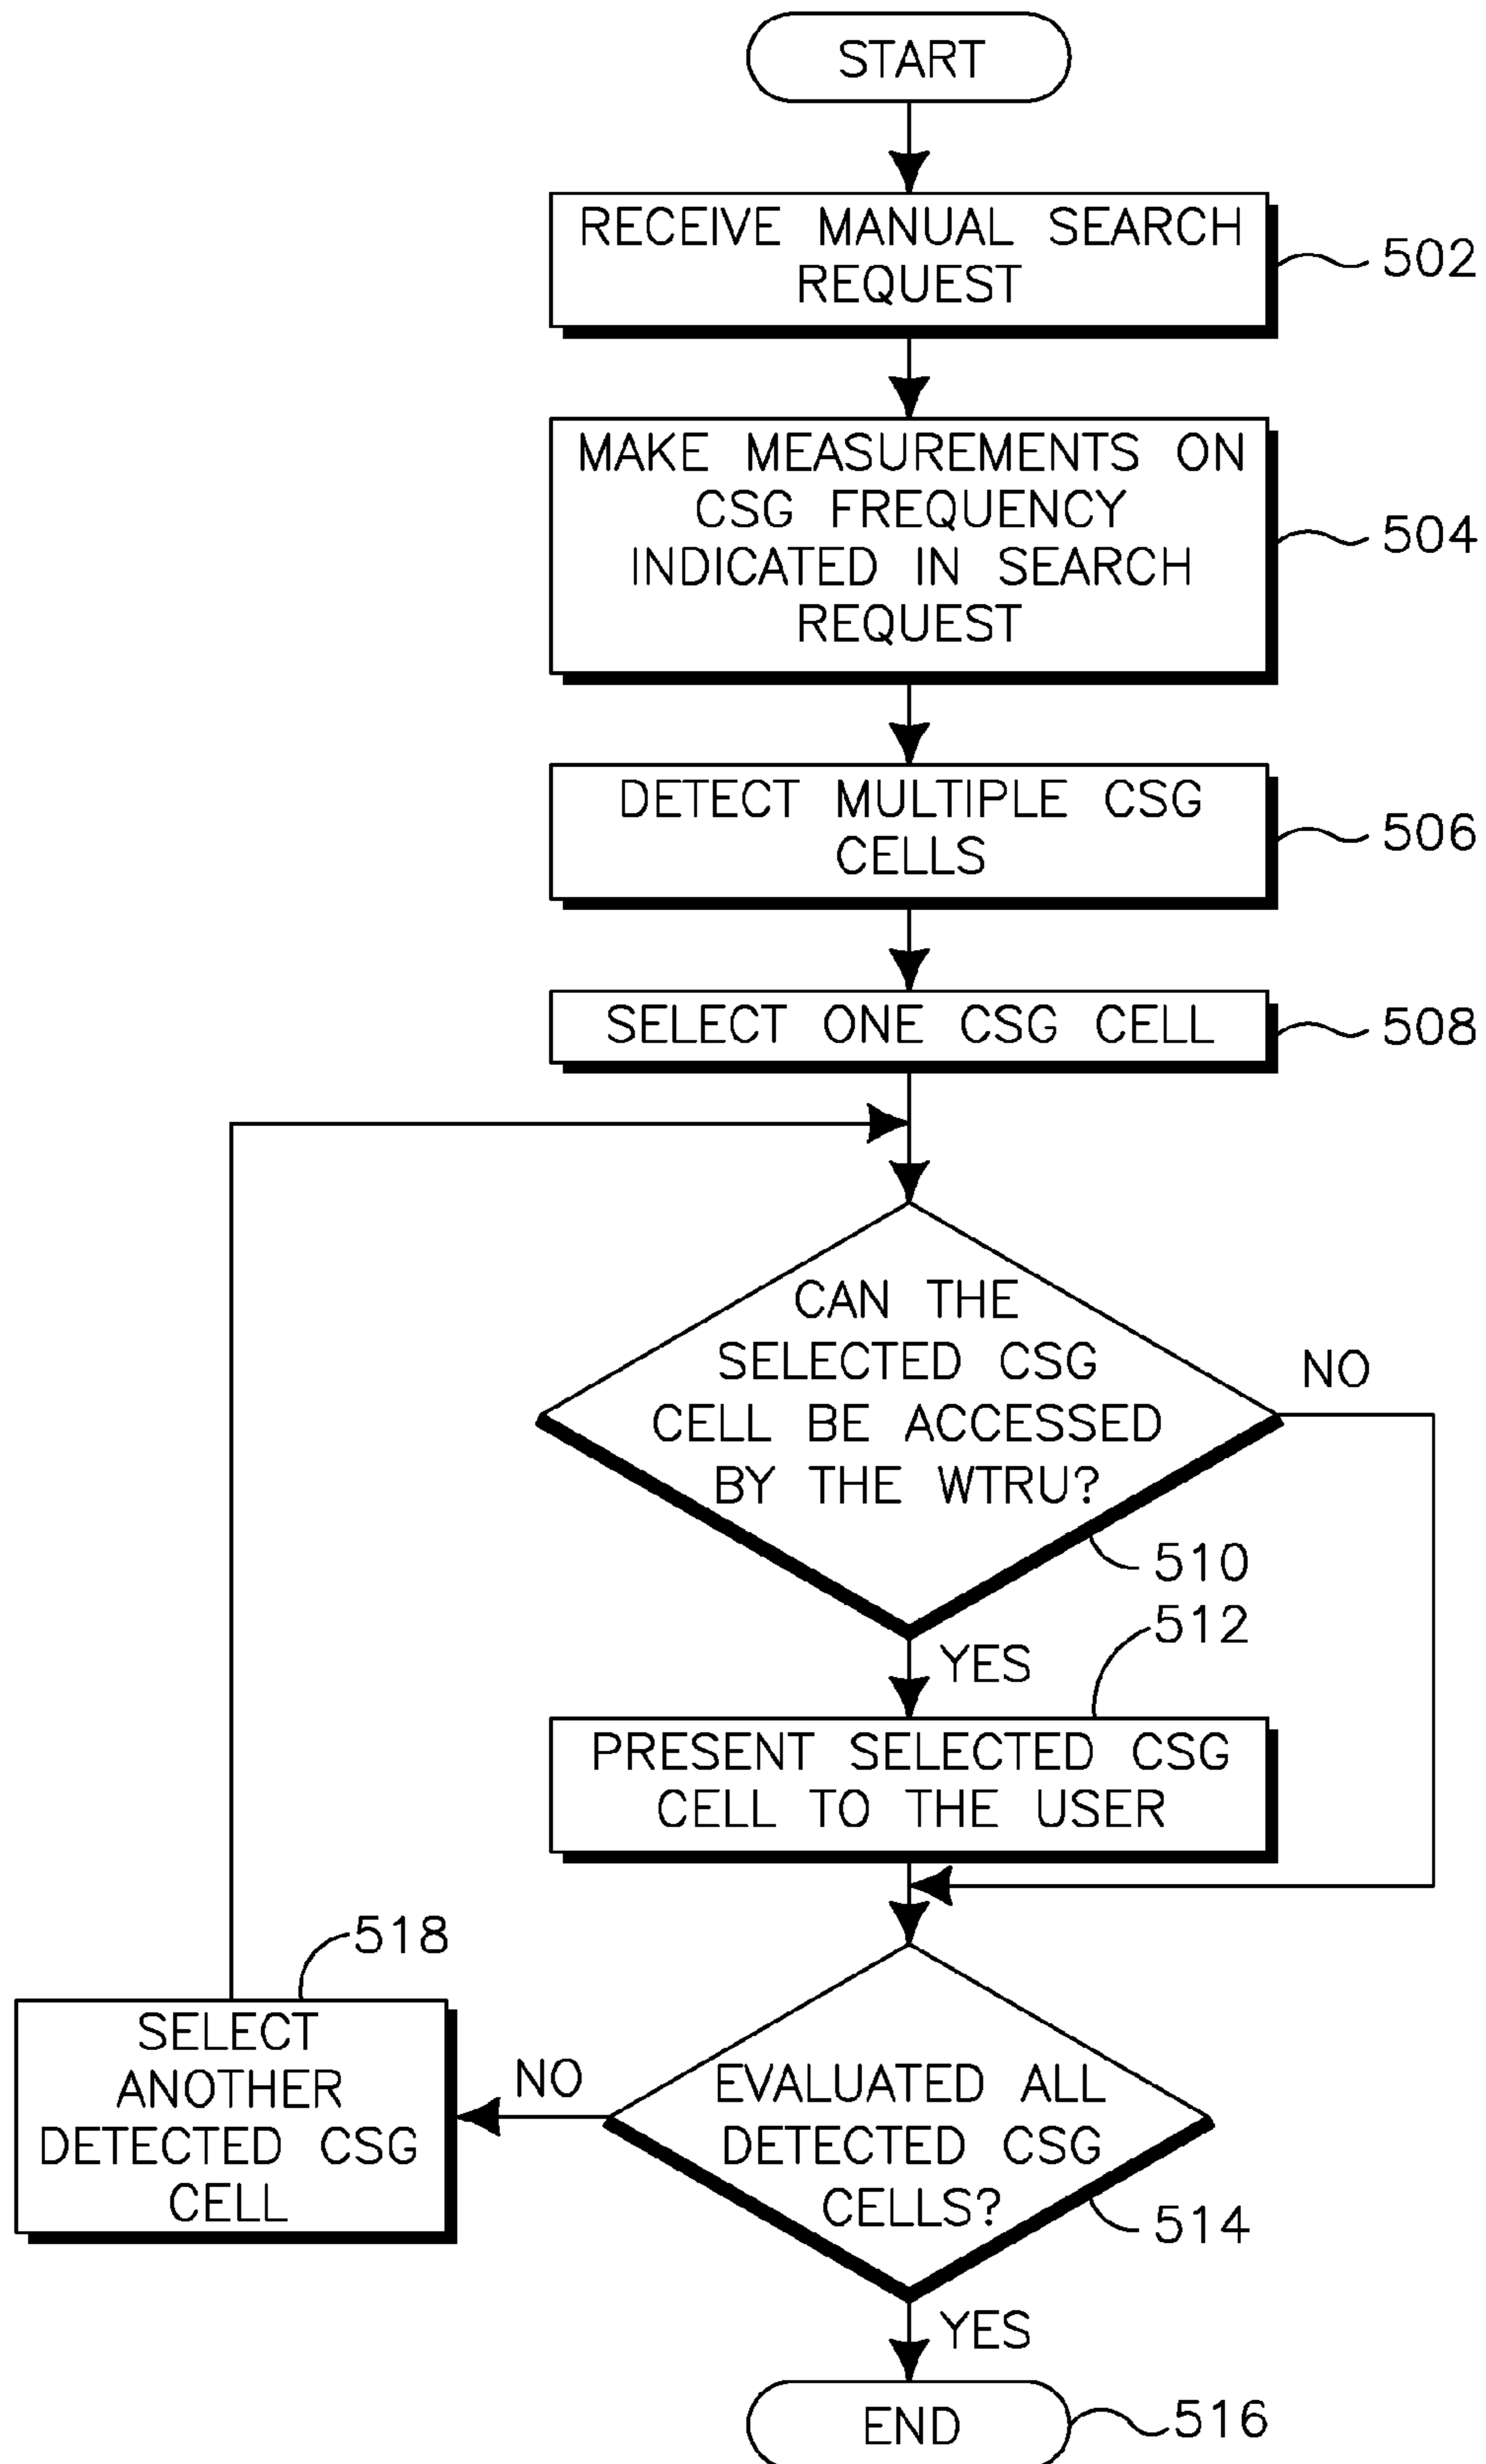 START
RECEIVE MANUAL SEARCH
REQUEST
502
MAKE MEASUREMENTS ON
CSG FREQUENCY
INDICATED IN SEARCH
REQUEST
504
DETECT MULTIPLE CSG
CELLS
506
SELECT ONE CSG CELL
508
CAN THE
SELECTED CSG
CELL BE ACCESSED
BY THE WTRU?
NO
510
512
YES
PRESENT SELECTED CSG
CELL TO THE USER
518
SELECT
ANOTHER
DETECTED CSG
CELL
NO
EVALUATED ALL
DETECTED CSG
CELLS?
514
YES
END
516